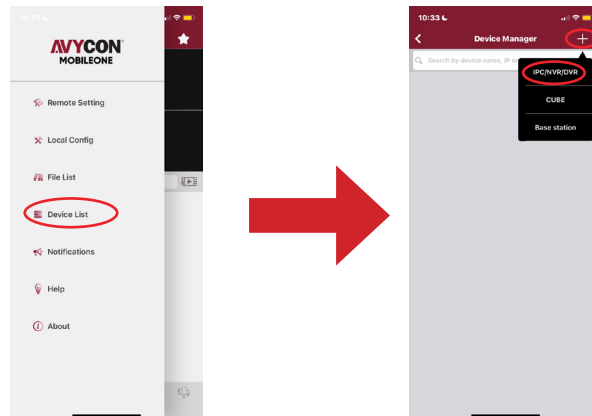 10:33
AVYCON
MOBILEONE
Remote Setting
Local Config
File List
Device List
Notifications
Help
About
10:33
Device Manager
Search by device name, IP or
IPC/NVR/DVR
CUBE
Base station